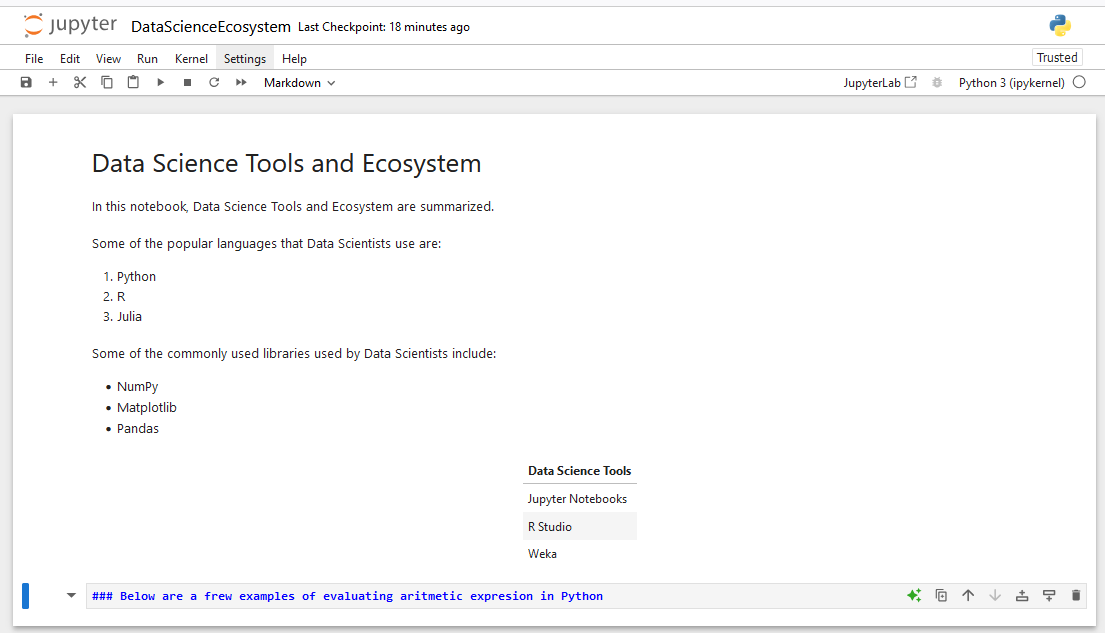 jupyter DataScienceEcosystem Last Checkpoint: 18 minutes ago
File Edit View Run Kernel Settings Help Trusted
Markdown JupyterLab Python 3 (ipykernel)
Data Science Tools and Ecosystem
In this notebook, Data Science Tools and Ecosystem are summarized.
Some of the popular languages that Data Scientists use are:
1. Python
2. R
3. Julia
Some of the commonly used libraries used by Data Scientists include:
• NumPy
• Matplotlib
• Pandas
Data Science Tools
Jupyter Notebooks
R Studio
Weka
### Below are a frew examples of evaluating aritmetic expresion in Python